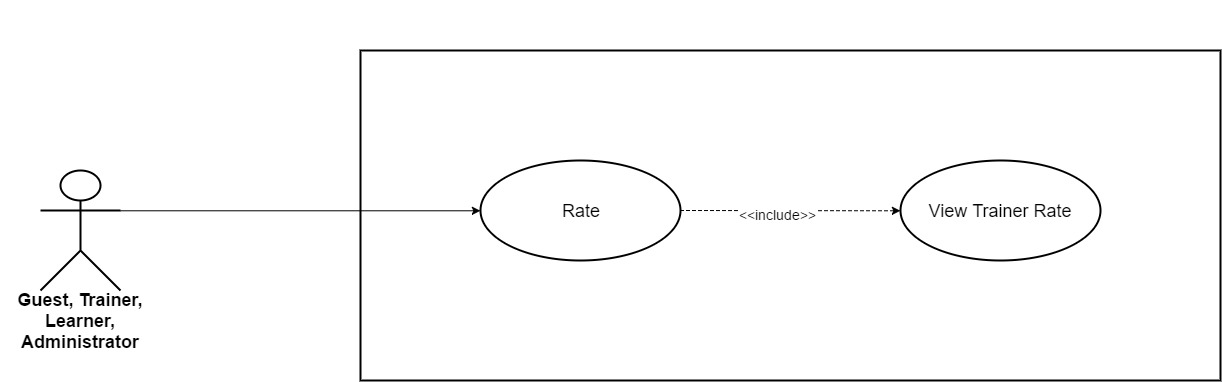 Rate
<<include>>
View Trainer Rate
Guest, Trainer,
Learner,
Administrator